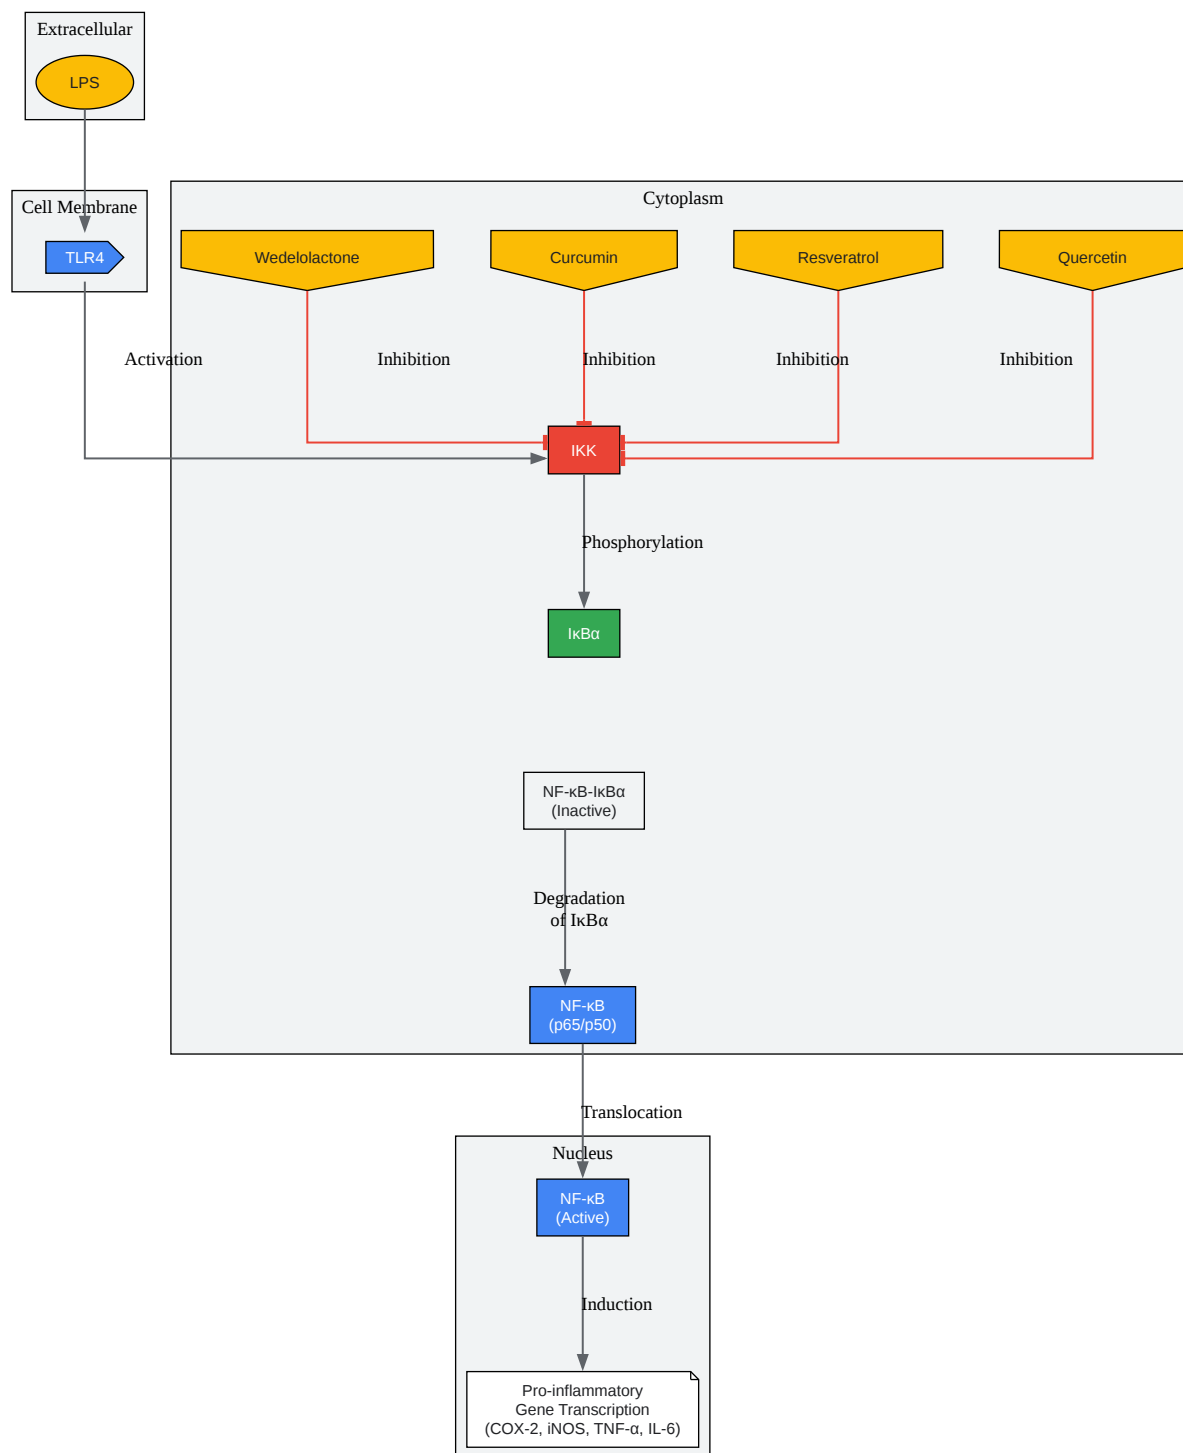 Extracellular
LPS
Cell Membrane
TLR4
Cytoplasm
Wedelolactone
Curcumin
Resveratrol
Quercetin
Activation
Inhibition
Inhibition
Inhibition
Inhibition
IKK
Phosphorylation
IκBα
NF-κB-IκBα
(Inactive)
Degradation
of IκBα
NF-κB
(p65/p50)
Translocation
Nucleus
NF-κB
(Active)
Induction
Pro-inflammatory
Gene Transcription
(COX-2, iNOS, TNF-α, IL-6)